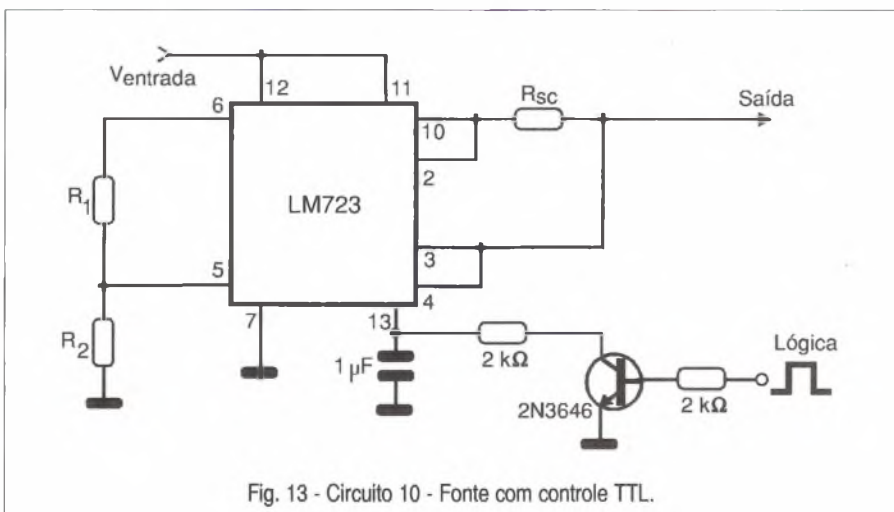 Ventrada
12
11
6
10
Rsc
Saída
2
R1
LM723
5
3
4
R2
7
13
1 µF
2 kΩ
2N3646
2 kΩ
Lógica
Fig. 13 - Circuito 10 - Fonte com controle TTL.